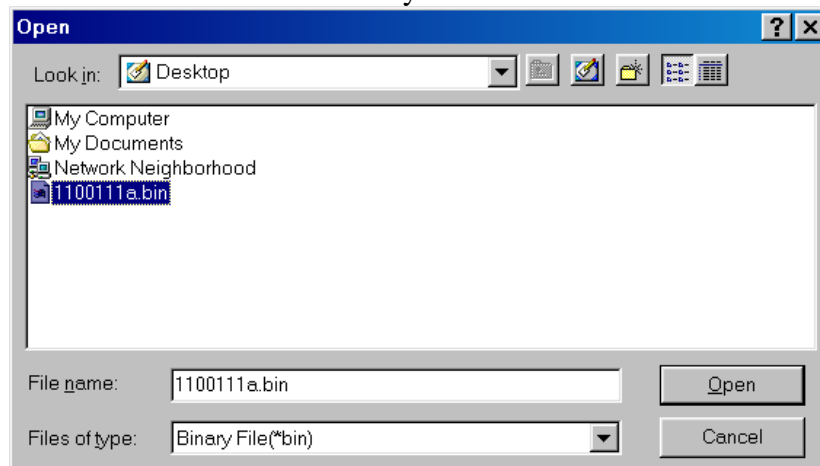 Open
Look in: Desktop
My Computer
My Documents
Network Neighborhood
1100111a.bin
File name: 1100111a.bin Open
Files of type: Binary File(*bin) Cancel